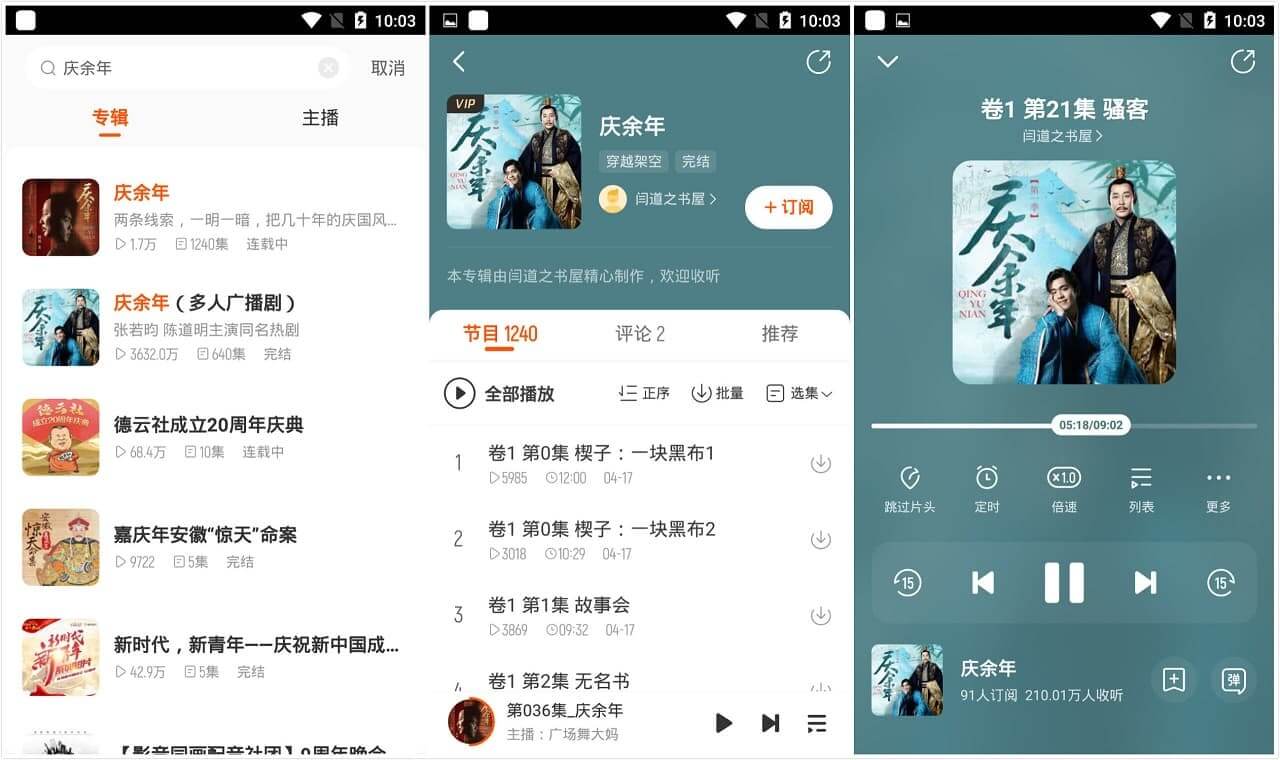 10:03
庆余年
取消
专辑
主播
庆余年
两条线索，一明一暗，把几十年的庆国风...
1.7万 1240集 连载中
庆余年（多人广播剧）
张若昀 陈道明主演同名热剧
3632.0万 640集 完结
德云社成立20周年庆典
68.4万 10集 连载中
嘉庆年安徽“惊天”命案
9722 5集 完结
新时代，新青年——庆祝新中国成...
42.9万 5集 完结
10:03
VIP
庆余年
QING YU NIAN
庆余年
穿越架空 完结
闫道之书屋
+订阅
本专辑由闫道之书屋精心制作，欢迎收听
节目 1240
评论 2
推荐
全部播放
正序
批量
选集
1
卷1 第0集 楔子：一块黑布1
5985 12:00 04-17
2
卷1 第0集 楔子：一块黑布2
3018 10:29 04-17
3
卷1 第1集 故事会
3869 09:32 04-17
卷1 第2集 无名书
第036集_庆余年
主播：广场舞大妈
10:03
卷1 第21集 骚客
闫道之书屋
庆余年
第一季
QING YU NIAN
05:18/09:02
跳过片头
定时
x1.0
倍速
列表
更多
15
15
庆余年
91人订阅 210.01万人收听
弹